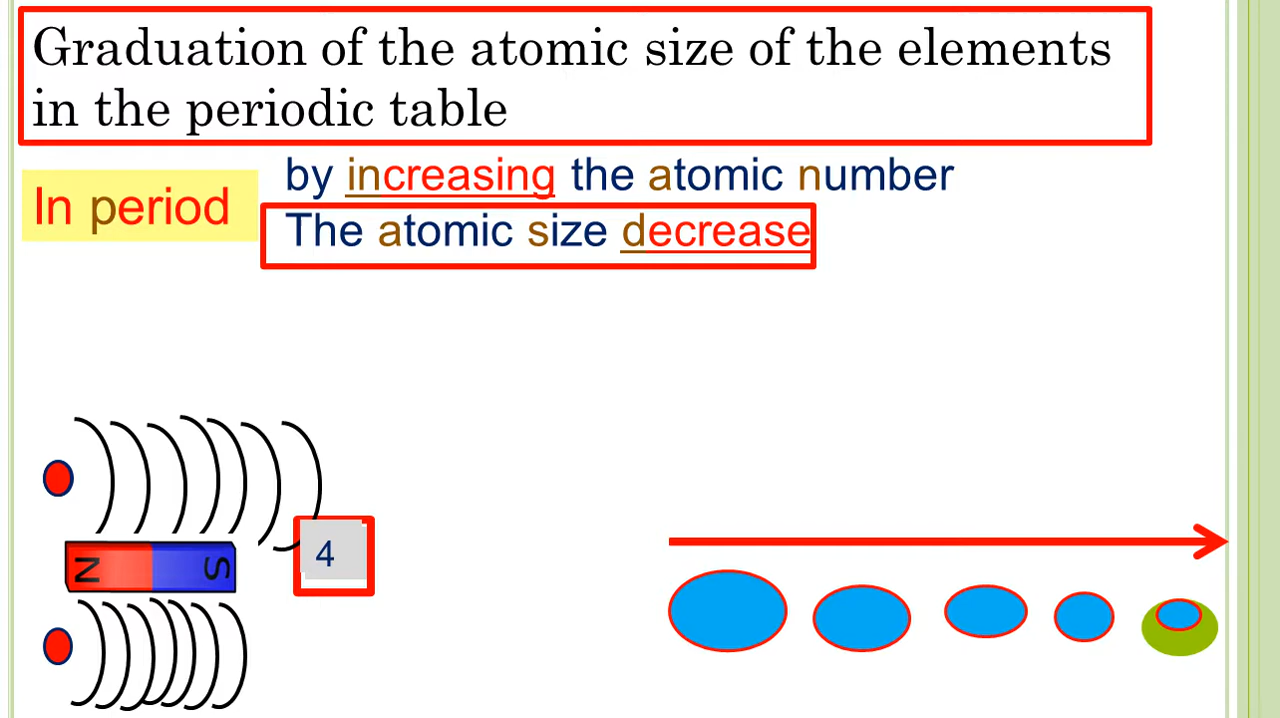 Graduation of the atomic size of the elements
in the periodic table
In period
by increasing the atomic number
The atomic size decrease
4
N S